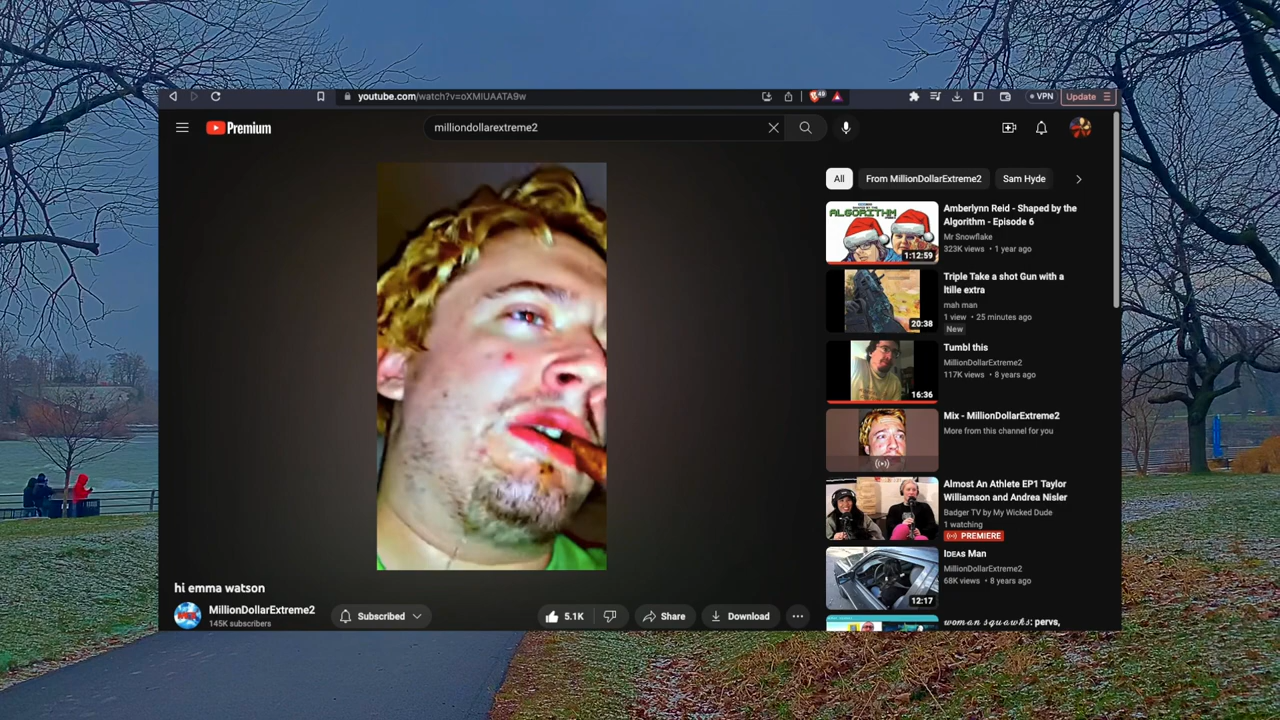 youtube.com/watch?v=oXMIUAATA9w
VPN
Update
Premium
milliondollarextreme2
All
From MillionDollarExtreme2
Sam Hyde
ALGORITHM
1:12:59
Amberlynn Reid - Shaped by the
Algorithm - Episode 6
Mr Snowflake
323K views • 1 year ago
20:38
Triple Take a shot Gun with a
ltille extra
mah man
1 view • 25 minutes ago
New
16:36
Tumbl this
MillionDollarExtreme2
117K views • 8 years ago
Mix - MillionDollarExtreme2
More from this channel for you
Almost An Athlete EP1 Taylor
Williamson and Andrea Nisler
Badger TV by My Wicked Dude
1 watching
PREMIERE
12:17
IDEAS Man
MillionDollarExtreme2
68K views • 8 years ago
woman squawks: pervs,
hi emma watson
MillionDollarExtreme2
145K subscribers
Subscribed
5.1K
Share
Download